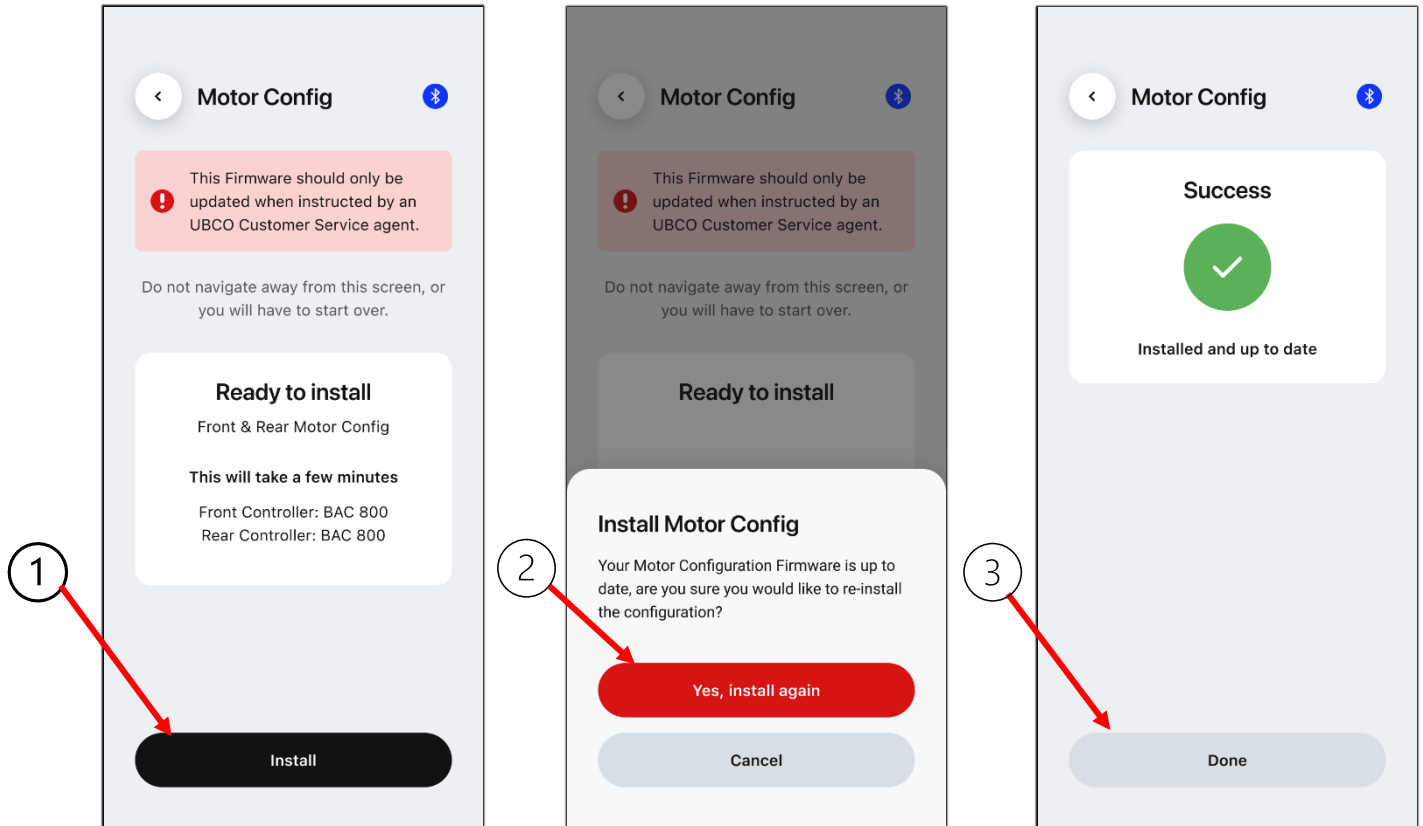 Motor Config
This Firmware should only be
updated when instructed by an
UBCO Customer Service agent.
Do not navigate away from this screen, or
you will have to start over.
Ready to install
Front & Rear Motor Config
This will take a few minutes
Front Controller: BAC 800
Rear Controller: BAC 800
1
Install
Motor Config
This Firmware should only be
updated when instructed by an
UBCO Customer Service agent.
Do not navigate away from this screen, or
you will have to start over.
Ready to install
Install Motor Config
2
Your Motor Configuration Firmware is up to
date, are you sure you would like to re-install
the configuration?
Yes, install again
Cancel
Motor Config
Success
Installed and up to date
3
Done